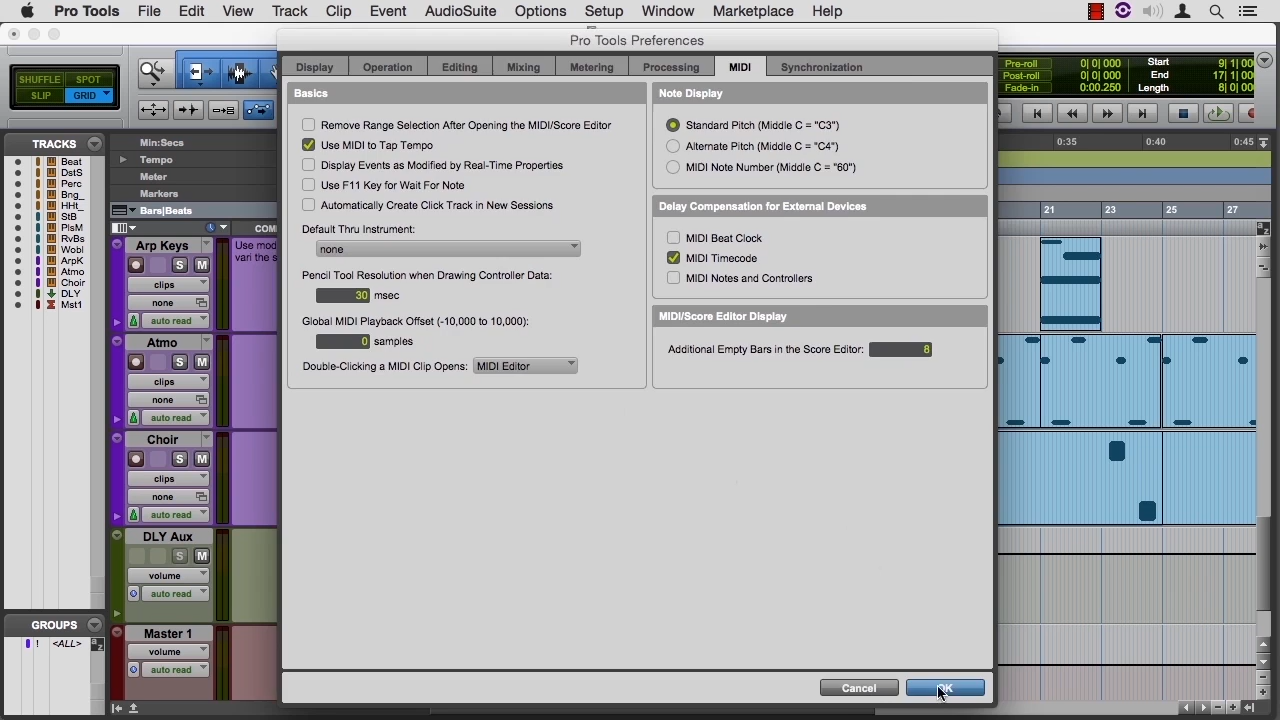 Pro Tools File Edit View Track Clip Event AudioSuite Options Setup Window Marketplace Help
Pro Tools Preferences
SHUFFLE SPOT
SLIP GRID
Display Operation Editing Mixing Metering Processing MIDI Synchronization
Basics
Remove Range Selection After Opening the MIDI/Score Editor
Use MIDI to Tap Tempo
Display Events as Modified by Real-Time Properties
Use F11 Key for Wait For Note
Automatically Create Click Track in New Sessions
Default Thru Instrument:
none
Pencil Tool Resolution when Drawing Controller Data:
30 msec
Global MIDI Playback Offset (-10,000 to 10,000):
0 samples
Double-Clicking a MIDI Clip Opens: MIDI Editor
Note Display
Standard Pitch (Middle C = "C3")
Alternate Pitch (Middle C = "C4")
MIDI Note Number (Middle C = "60")
Delay Compensation for External Devices
MIDI Beat Clock
MIDI Timecode
MIDI Notes and Controllers
MIDI/Score Editor Display
Additional Empty Bars in the Score Editor: 8
Cancel OK
Pre-roll 0| 0| 000 Start 9| 1| 00
Post-roll 0| 0| 000 End 17| 1| 00
Fade-in 0:00.250 Length 8| 0| 00
0:35 0:40 0:45
21 23 25 27
TRACKS
Beat
DstS
Perc
Bng_
HHt_
StB
PlsM
RvBs
Wobl
ArpK
Atmo
Choir
DLY
Mst1
GROUPS
! <ALL>
a z
Min:Secs
Tempo
Meter
Markers
Bars|Beats
COM
Arp Keys
S M
clips
none
auto read
Use mod
vari the s
Atmo
S M
clips
none
auto read
Choir
S M
clips
none
auto read
DLY Aux
S M
volume
auto read
Master 1
volume
auto read
a z